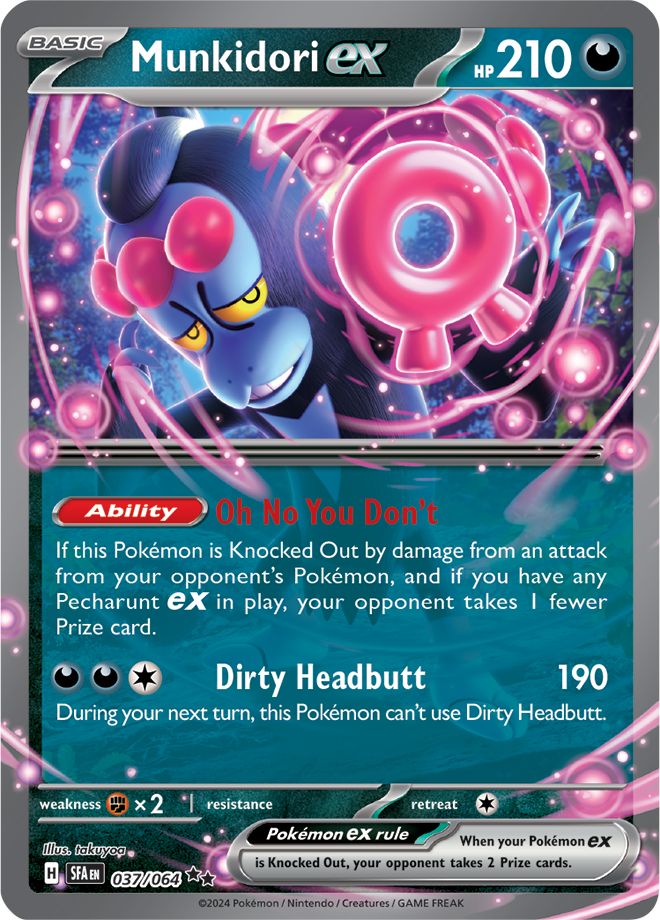 BASIC
Munkidori ex
HP 210
Ability Oh No You Don't
If this Pokémon is Knocked Out by damage from an attack
from your opponent's Pokémon, and if you have any
Pecharunt ex in play, your opponent takes 1 fewer
Prize card.
Dirty Headbutt 190
During your next turn, this Pokémon can't use Dirty Headbutt.
weakness ×2 resistance retreat
Illus. takuyoa
Pokémon ex rule When your Pokémon ex
is Knocked Out, your opponent takes 2 Prize cards.
H SFA EN 037/064
©2024 Pokémon / Nintendo / Creatures / GAME FREAK